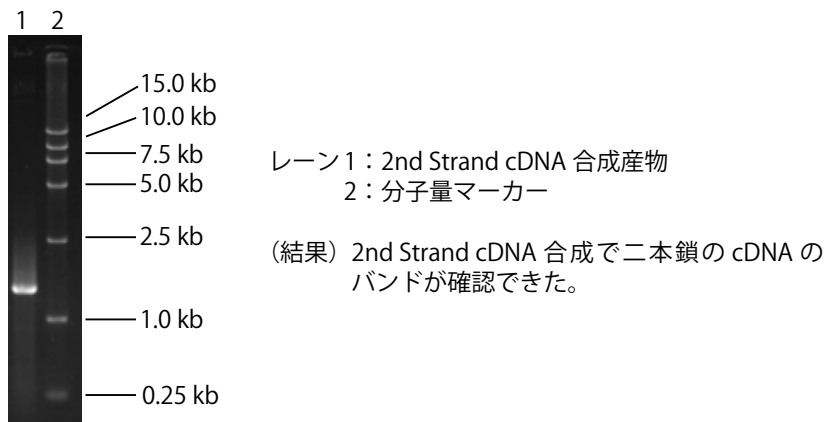 1 2
15.0 kb
10.0 kb
7.5 kb
5.0 kb
2.5 kb
1.0 kb
0.25 kb
レーン 1：2nd Strand cDNA 合成産物
2：分子量マーカー
（結果）2nd Strand cDNA 合成で二本鎖の cDNA の
バンドが確認できた。